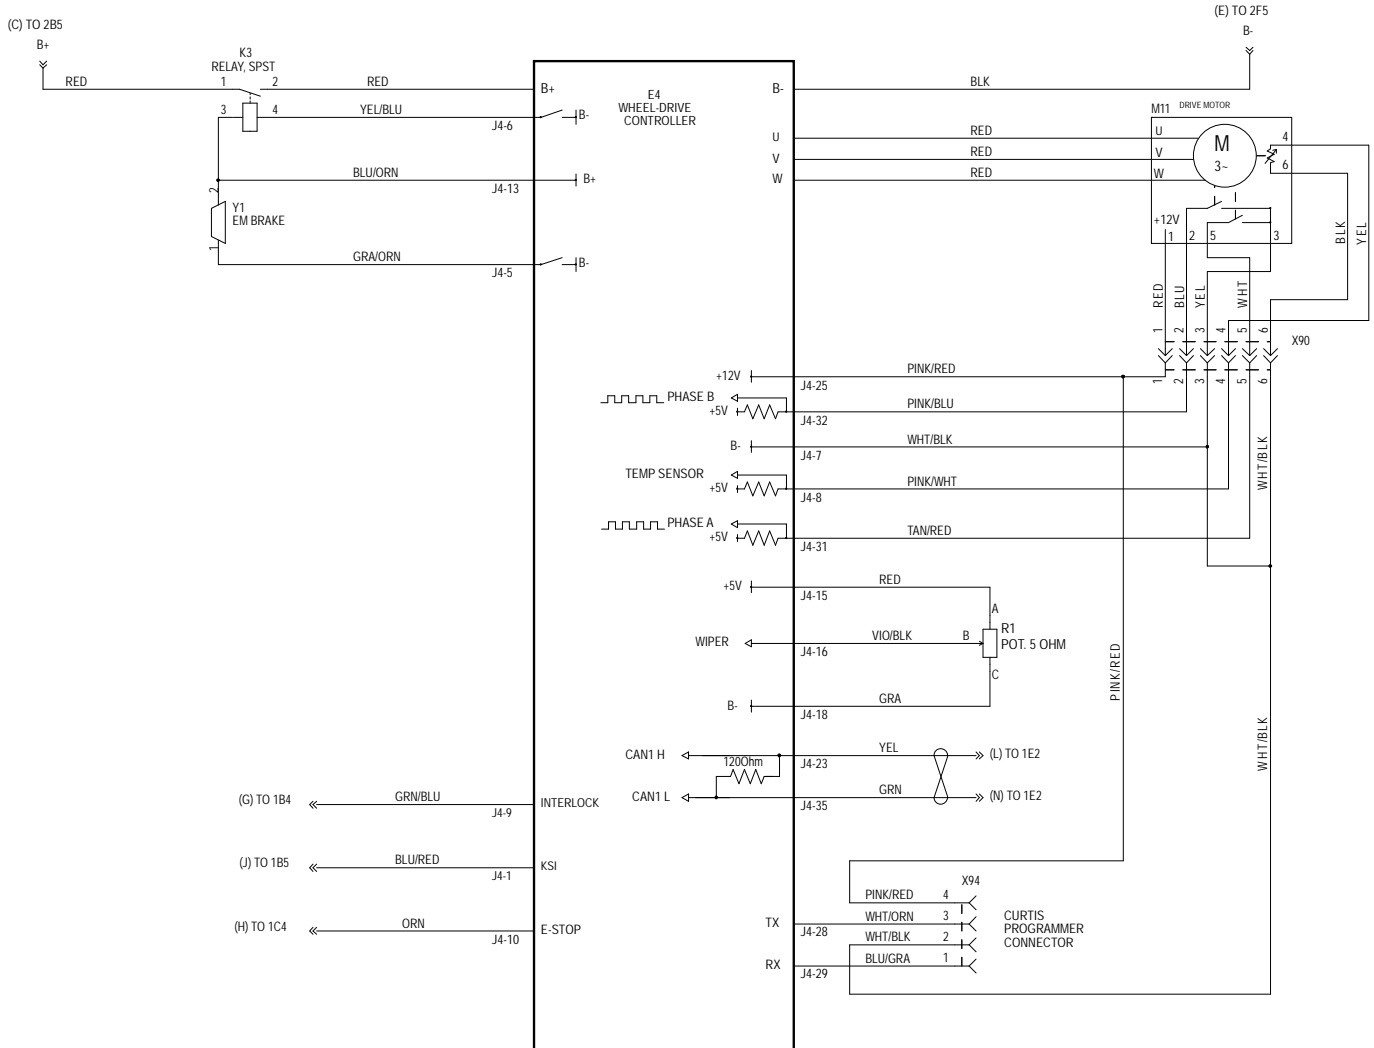 (C) TO 2B5
B+
(E) TO 2F5
B-
K3
RELAY, SPST
RED
1
2
RED
B+
3
4
YEL/BLU
J4-6
B-
BLU/ORN
J4-13
B+
2
Y1
EM BRAKE
1
GRA/ORN
J4-5
B-
E4
WHEEL-DRIVE
CONTROLLER
B-
BLK
U
RED
V
RED
W
RED
M11
DRIVE MOTOR
U
V
W
M
3~
4
6
+12V
1
2
5
3
BLK
YEL
RED
BLU
YEL
WHT
1
2
3
4
5
6
X90
1
2
3
4
5
6
+12V
J4-25
PINK/RED
PHASE B
+5V
J4-32
PINK/BLU
B-
J4-7
WHT/BLK
TEMP SENSOR
+5V
J4-8
PINK/WHT
PHASE A
+5V
J4-31
TAN/RED
WHT/BLK
+5V
J4-15
RED
A
WIPER
J4-16
VIO/BLK
B
R1
POT. 5 OHM
C
B-
J4-18
GRA
PINK/RED
WHT/BLK
CAN1 H
120Ohm
J4-23
YEL
(L) TO 1E2
CAN1 L
J4-35
GRN
(N) TO 1E2
(G) TO 1B4
GRN/BLU
J4-9
INTERLOCK
(J) TO 1B5
BLU/RED
J4-1
KSI
(H) TO 1C4
ORN
J4-10
E-STOP
X94
PINK/RED
4
TX
J4-28
WHT/ORN
3
WHT/BLK
2
RX
J4-29
BLU/GRA
1
CURTIS
PROGRAMMER
CONNECTOR